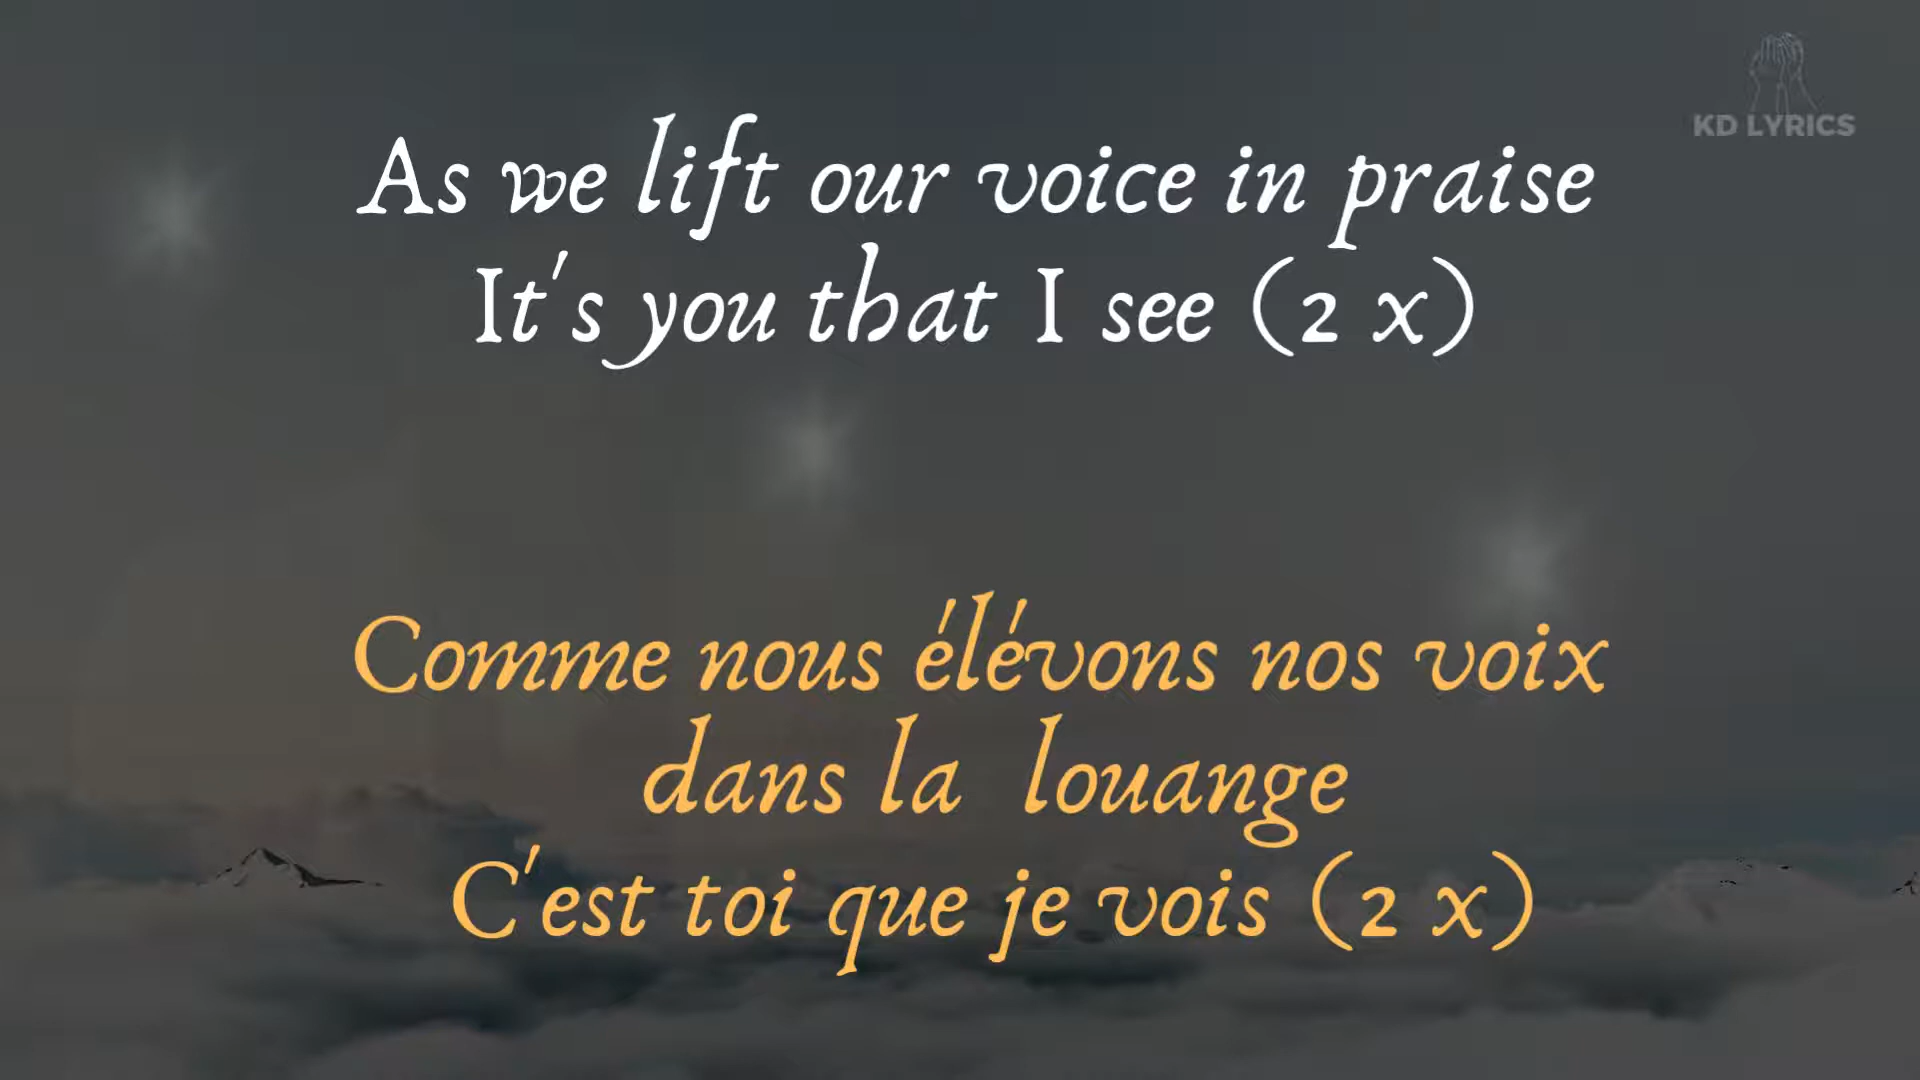 KD LYRICS
As we lift our voice in praise
It's you that I see (2 x)
Comme nous élévons nos voix
dans la louange
C'est toi que je vois (2 x)